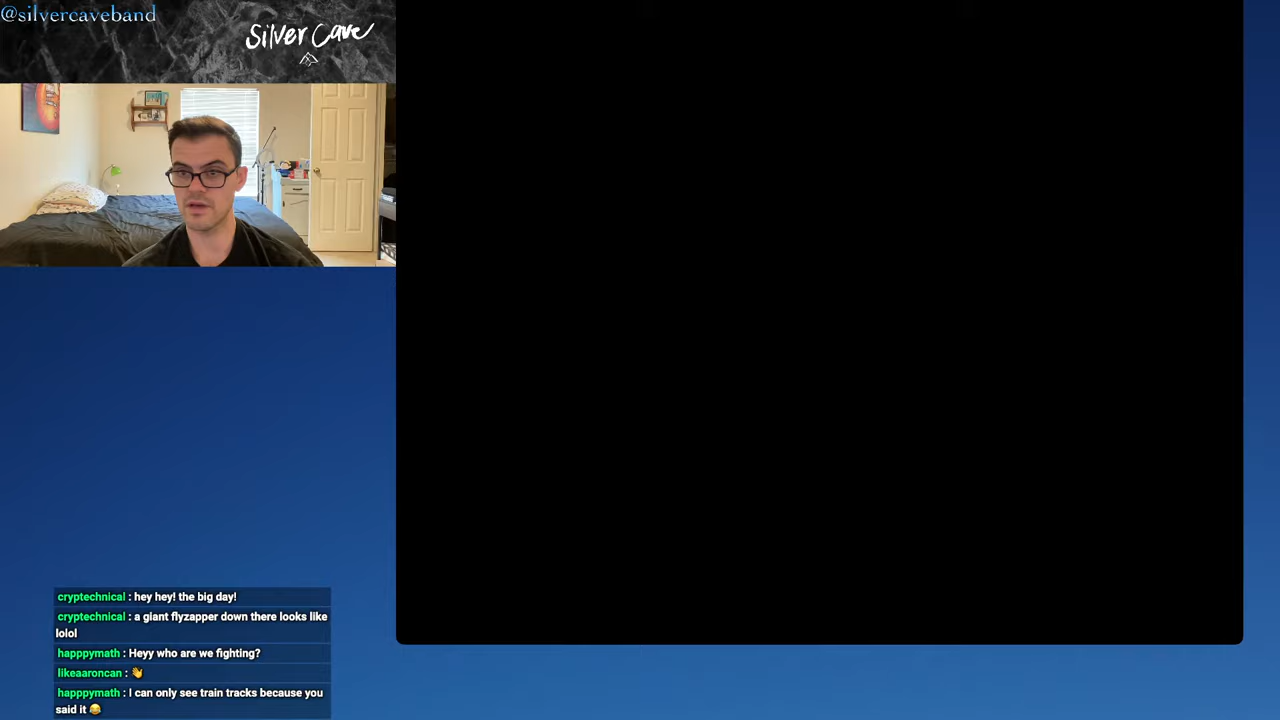 @silvercaveband
Silver Cave
cryptechnical : hey hey! the big day!
cryptechnical : a giant flyzapper down there looks like
lolol
happpymath : Heyy who are we fighting?
likeaaroncan : 👋
happpymath : I can only see train tracks because you
said it 😂